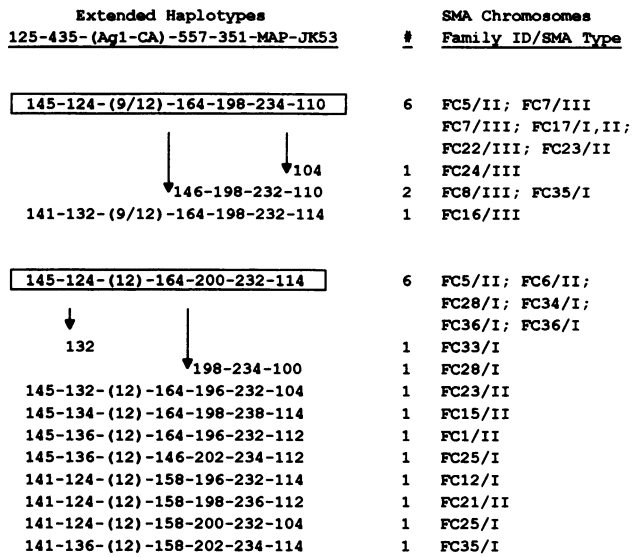 Extended Haplotypes SMA Chromosomes
125-435-(Ag1-CA)-557-351-MAP-JK53 # Family ID/SMA Type
145-124-(9/12)-164-198-234-110 6 FC5/II; FC7/III
FC7/III; FC17/I,II;
FC22/III; FC23/II
104 1 FC24/III
146-198-232-110 2 FC8/III; FC35/I
141-132-(9/12)-164-198-232-114 1 FC16/III
145-124-(12)-164-200-232-114 6 FC5/II; FC6/II;
FC28/I; FC34/I;
FC36/I; FC36/I
132 1 FC33/I
198-234-100 1 FC28/I
145-132-(12)-164-196-232-104 1 FC23/II
145-134-(12)-164-198-238-114 1 FC15/II
145-136-(12)-164-196-232-112 1 FC1/II
145-136-(12)-146-202-234-112 1 FC25/I
141-124-(12)-158-196-232-114 1 FC12/I
141-124-(12)-158-198-236-112 1 FC21/II
141-124-(12)-158-200-232-104 1 FC25/I
141-136-(12)-158-202-234-114 1 FC35/I